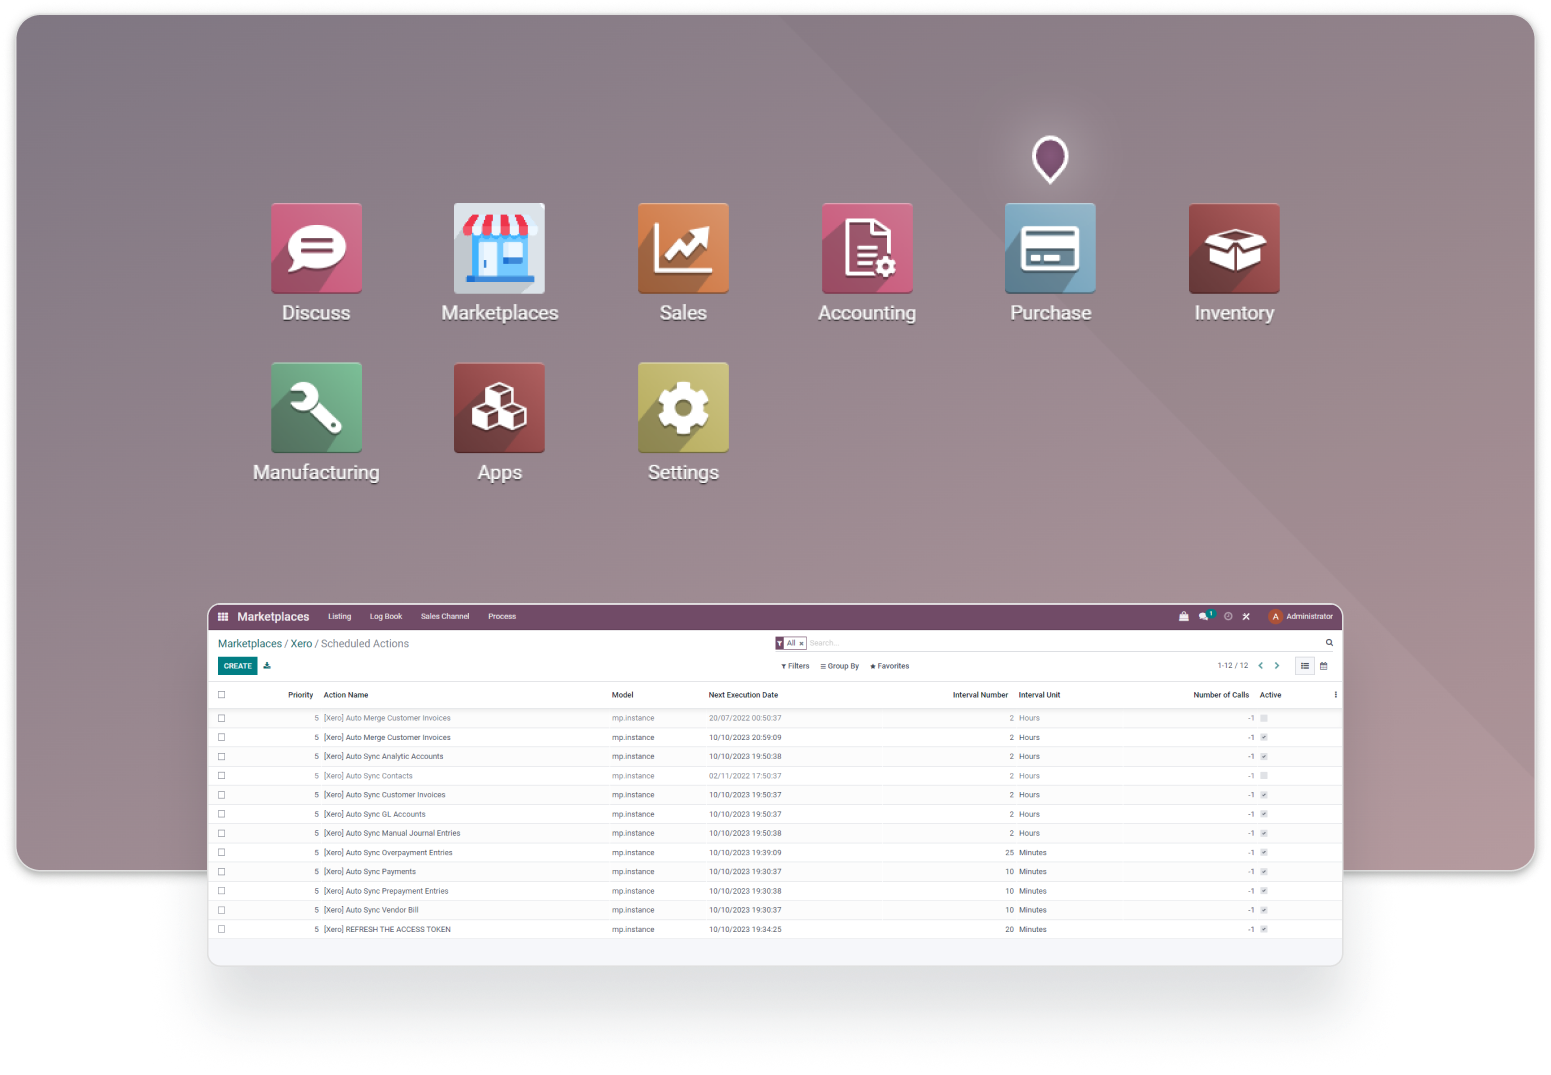 Discuss Marketplaces Sales Accounting Purchase Inventory
Manufacturing Apps Settings
Marketplaces Listing Log Book Sales Channel Process 1 A Administrator
Marketplaces / Xero / Scheduled Actions All × Search...
CREATE Filters Group By Favorites 1-12 / 12
Priority Action Name Model Next Execution Date Interval Number Interval Unit Number of Calls Active
5 [Xero] Auto Merge Customer Invoices mp.instance 20/07/2022 00:50:37 2 Hours -1
5 [Xero] Auto Merge Customer Invoices mp.instance 10/10/2023 20:59:09 2 Hours -1
5 [Xero] Auto Sync Analytic Accounts mp.instance 10/10/2023 19:50:38 2 Hours -1
5 [Xero] Auto Sync Contacts mp.instance 02/11/2022 17:50:37 2 Hours -1
5 [Xero] Auto Sync Customer Invoices mp.instance 10/10/2023 19:50:37 2 Hours -1
5 [Xero] Auto Sync GL Accounts mp.instance 10/10/2023 19:50:37 2 Hours -1
5 [Xero] Auto Sync Manual Journal Entries mp.instance 10/10/2023 19:50:38 2 Hours -1
5 [Xero] Auto Sync Overpayment Entries mp.instance 10/10/2023 19:39:09 25 Minutes -1
5 [Xero] Auto Sync Payments mp.instance 10/10/2023 19:30:37 10 Minutes -1
5 [Xero] Auto Sync Prepayment Entries mp.instance 10/10/2023 19:30:38 10 Minutes -1
5 [Xero] Auto Sync Vendor Bill mp.instance 10/10/2023 19:30:37 10 Minutes -1
5 [Xero] REFRESH THE ACCESS TOKEN mp.instance 10/10/2023 19:34:25 20 Minutes -1